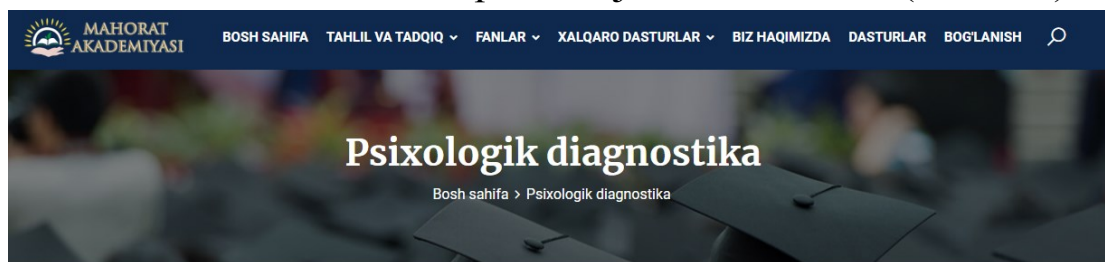 MAHORAT
AKADEMIYASI
BOSH SAHIFA TAHLIL VA TADQIQ FANLAR XALQARO DASTURLAR BIZ HAQIMIZDA DASTURLAR BOG'LANISH
Psixologik diagnostika
Bosh sahifa > Psixologik diagnostika